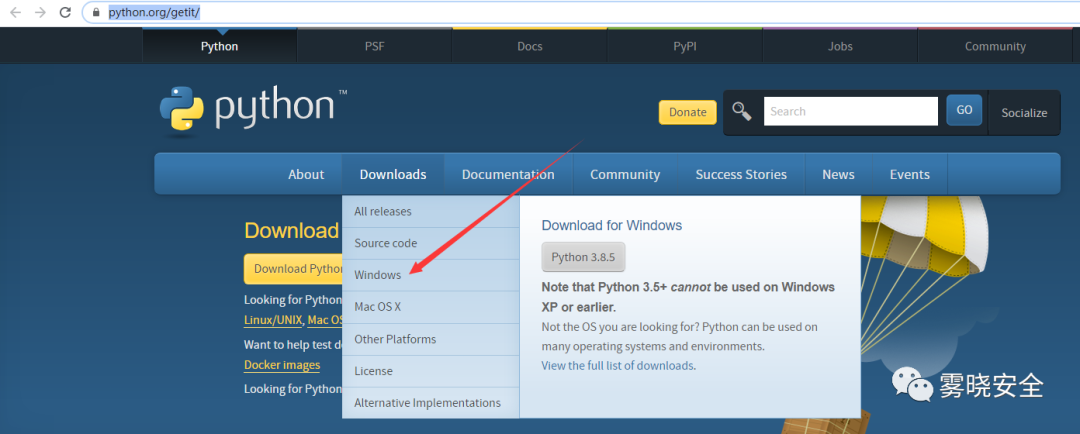 python.org/getit/
Python
PSF
Docs
PyPI
Jobs
Community
python™
Donate
Search
GO
Socialize
About
Downloads
Documentation
Community
Success Stories
News
Events
All releases
Source code
Windows
Mac OS X
Other Platforms
License
Alternative Implementations
Download for Windows
Python 3.8.5
Note that Python 3.5+ cannot be used on Windows
XP or earlier.
Not the OS you are looking for? Python can be used on
many operating systems and environments.
View the full list of downloads.
Download
Download Python
Looking for Python
Linux/UNIX, Mac OS
Want to help test
Docker images
Looking for Python
雾晓安全